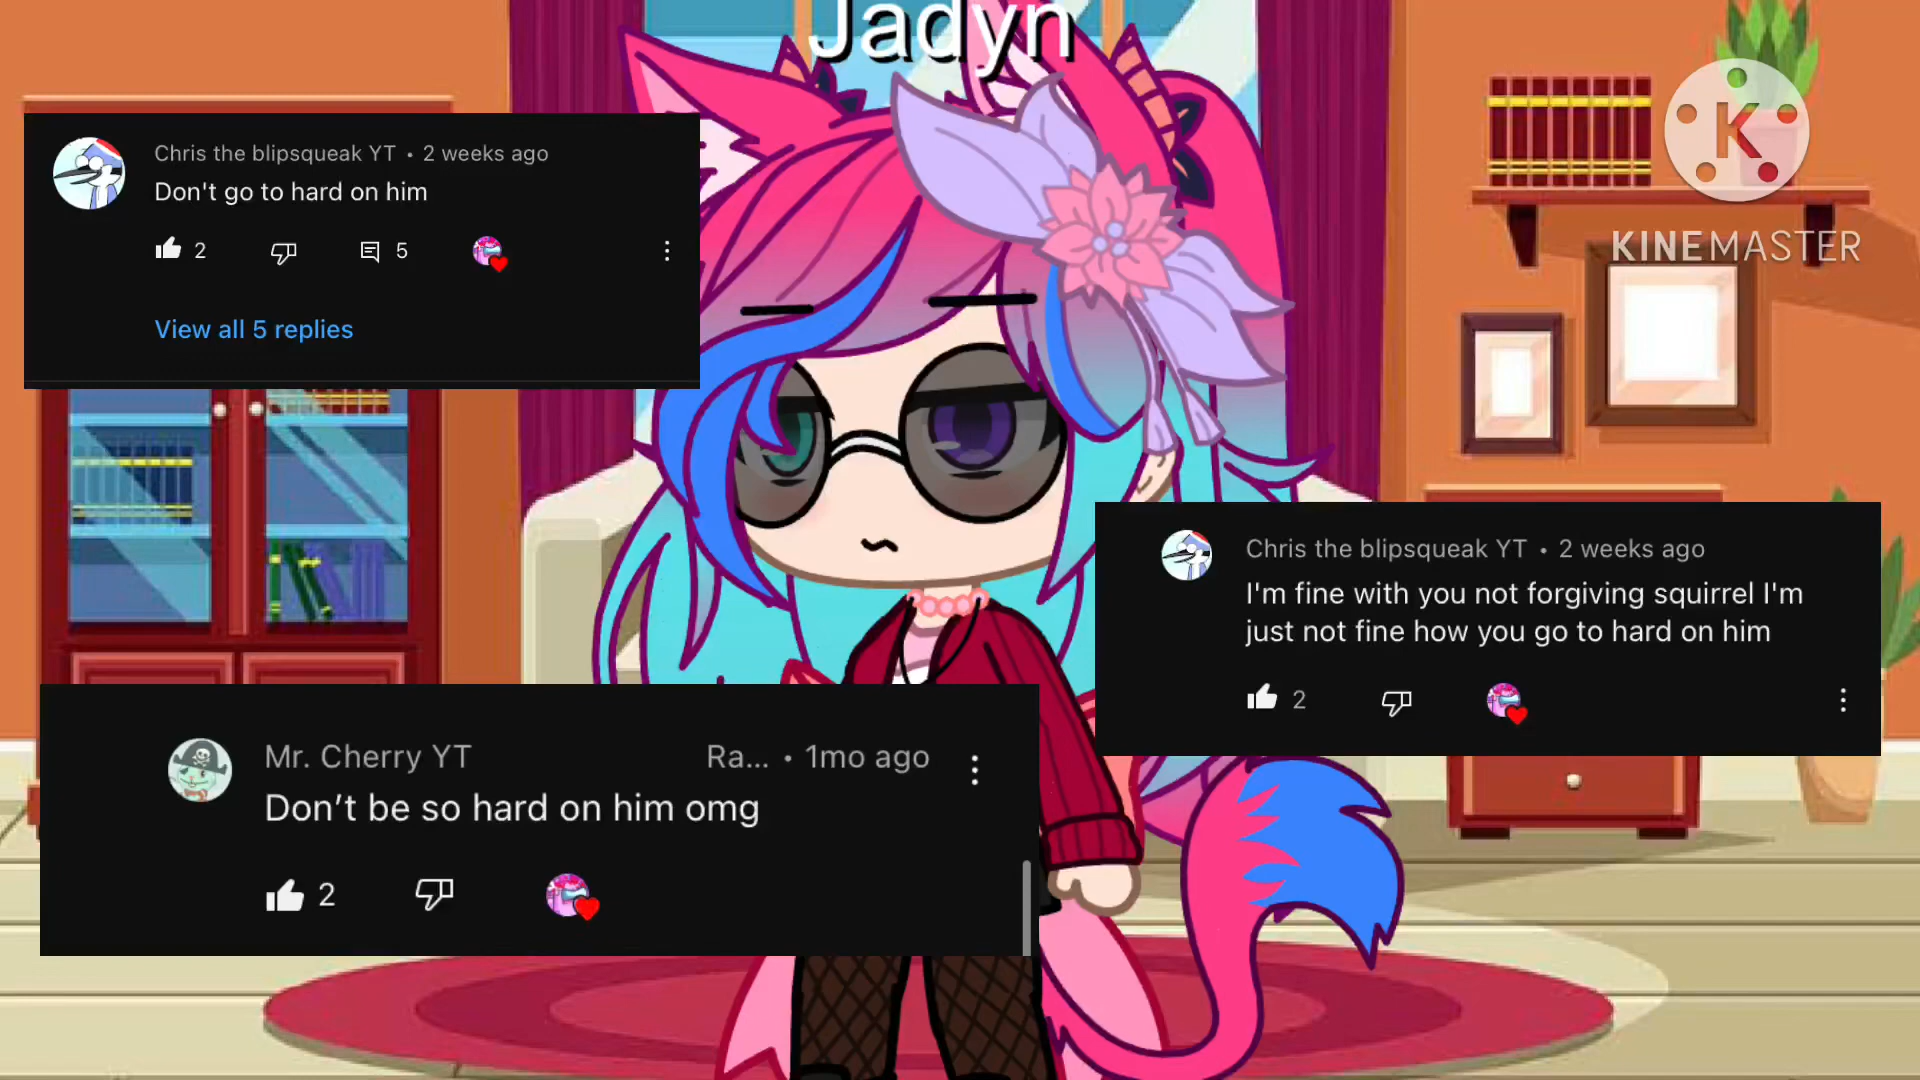 Jadyn
Chris the blipsqueak YT • 2 weeks ago
Don't go to hard on him
2
5
View all 5 replies
K
KINEMASTER
Chris the blipsqueak YT • 2 weeks ago
I'm fine with you not forgiving squirrel I'm
just not fine how you go to hard on him
2
Mr. Cherry YT Ra... • 1mo ago
Don’t be so hard on him omg
2